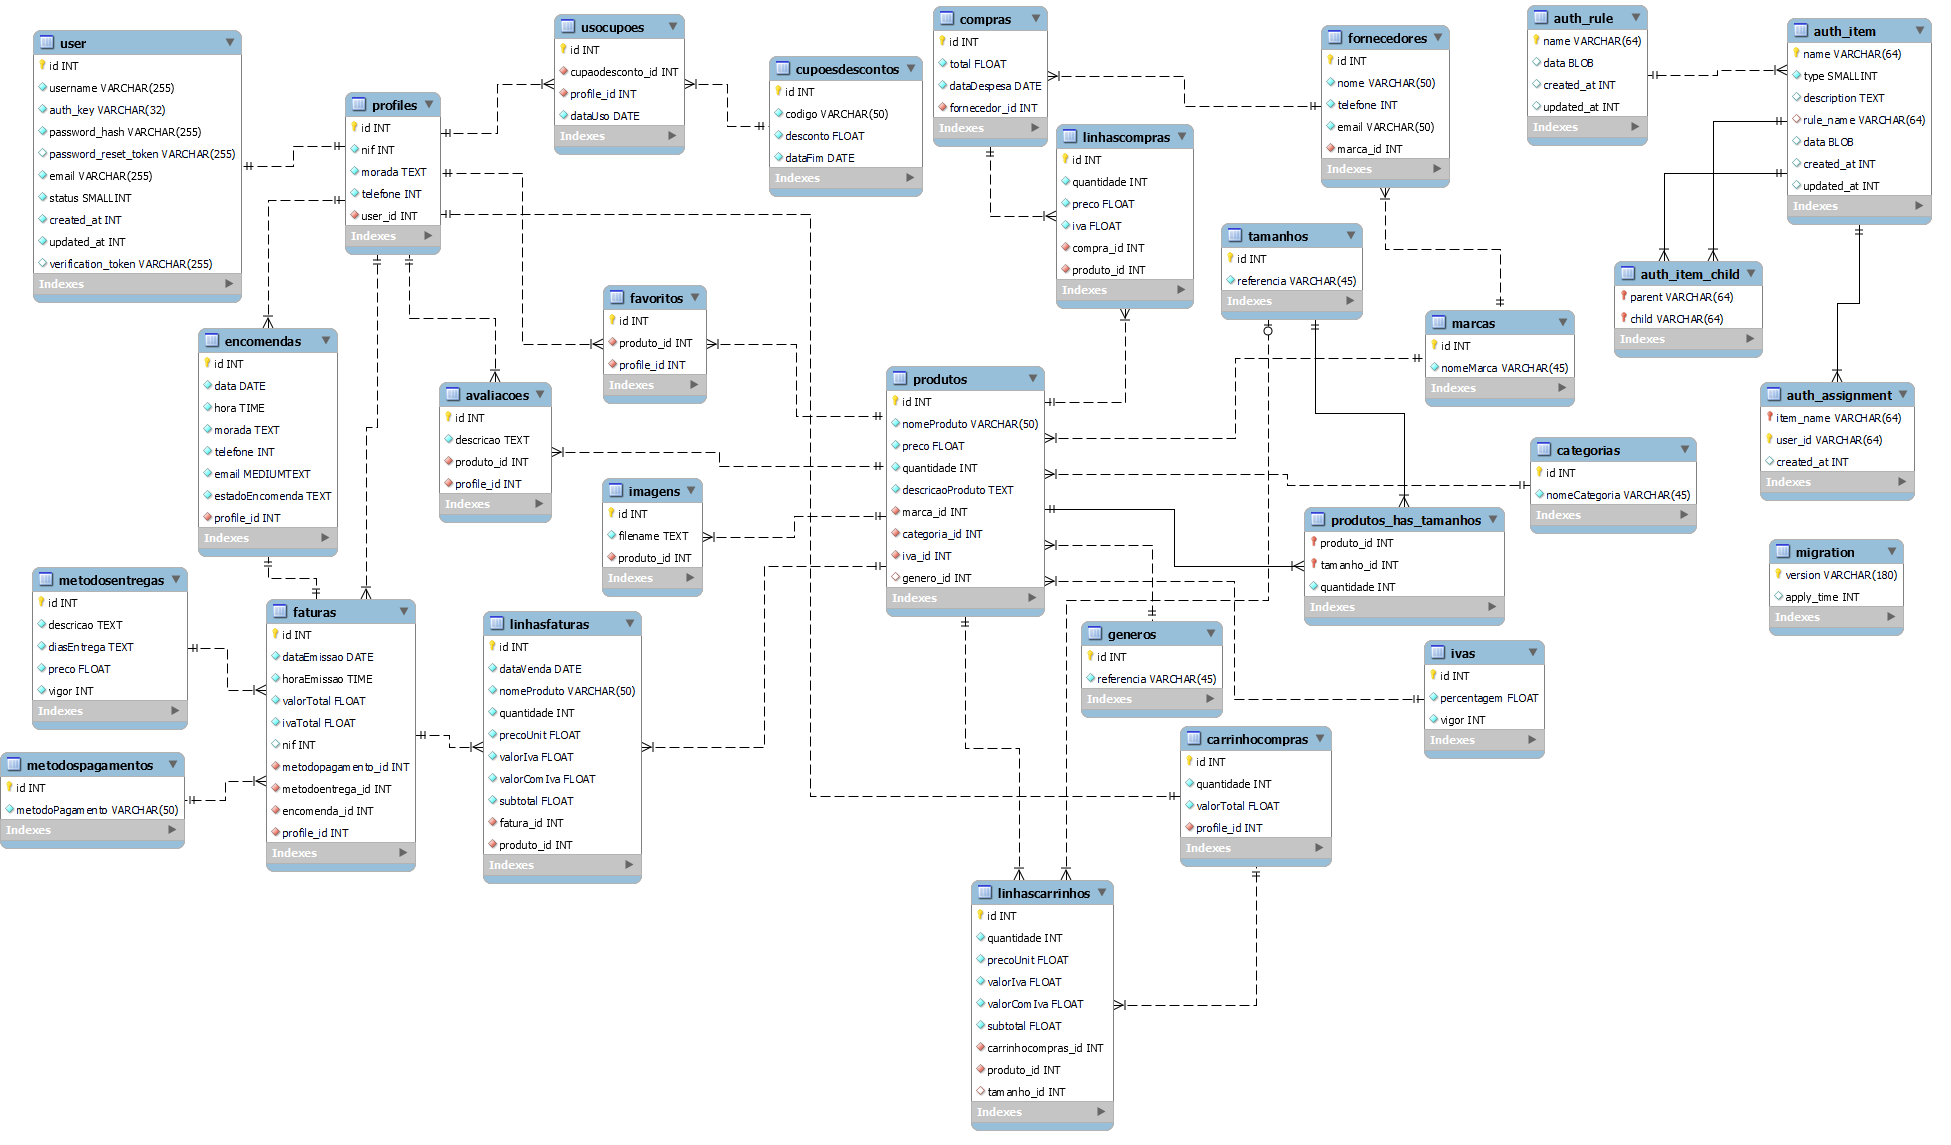 user
id INT
username VARCHAR(255)
auth_key VARCHAR(32)
password_hash VARCHAR(255)
password_reset_token VARCHAR(255)
email VARCHAR(255)
status SMALLINT
created_at INT
updated_at INT
verification_token VARCHAR(255)
Indexes
profiles
id INT
nif INT
morada TEXT
telefone INT
user_id INT
Indexes
usocupoes
id INT
cupaodesconto_id INT
profile_id INT
dataUso DATE
Indexes
cupoesdescontos
id INT
codigo VARCHAR(50)
desconto FLOAT
dataFim DATE
Indexes
compras
id INT
total FLOAT
dataDespesa DATE
fornecedor_id INT
Indexes
linhascompras
id INT
quantidade INT
preco FLOAT
iva FLOAT
compra_id INT
produto_id INT
Indexes
fornecedores
id INT
nome VARCHAR(50)
telefone INT
email VARCHAR(50)
marca_id INT
Indexes
auth_rule
name VARCHAR(64)
data BLOB
created_at INT
updated_at INT
Indexes
auth_item
name VARCHAR(64)
type SMALLINT
description TEXT
rule_name VARCHAR(64)
data BLOB
created_at INT
updated_at INT
Indexes
tamanhos
id INT
referencia VARCHAR(45)
Indexes
auth_item_child
parent VARCHAR(64)
child VARCHAR(64)
Indexes
marcas
id INT
nomeMarca VARCHAR(45)
Indexes
auth_assignment
item_name VARCHAR(64)
user_id VARCHAR(64)
created_at INT
Indexes
encomendas
id INT
data DATE
hora TIME
morada TEXT
telefone INT
email MEDIUMTEXT
estadoEncomenda TEXT
profile_id INT
Indexes
favoritos
id INT
produto_id INT
profile_id INT
Indexes
avaliacoes
id INT
descricao TEXT
produto_id INT
profile_id INT
Indexes
imagens
id INT
filename TEXT
produto_id INT
Indexes
produtos
id INT
nomeProduto VARCHAR(50)
preco FLOAT
quantidade INT
descricaoProduto TEXT
marca_id INT
categoria_id INT
iva_id INT
genero_id INT
Indexes
categorias
id INT
nomeCategoria VARCHAR(45)
Indexes
produtos_has_tamanhos
produto_id INT
tamanho_id INT
quantidade INT
Indexes
migration
version VARCHAR(180)
apply_time INT
Indexes
metodosentregas
id INT
descricao TEXT
diasEntrega TEXT
preco FLOAT
vigor INT
Indexes
metodospagamentos
id INT
metodoPagamento VARCHAR(50)
Indexes
faturas
id INT
dataEmissao DATE
horaEmissao TIME
valorTotal FLOAT
ivaTotal FLOAT
nif INT
metodopagamento_id INT
metodoentrega_id INT
encomenda_id INT
profile_id INT
Indexes
linhasfaturas
id INT
dataVenda DATE
nomeProduto VARCHAR(50)
quantidade INT
precoUnit FLOAT
valorIva FLOAT
valorComIva FLOAT
subtotal FLOAT
fatura_id INT
produto_id INT
Indexes
generos
id INT
referencia VARCHAR(45)
Indexes
ivas
id INT
percentagem FLOAT
vigor INT
Indexes
carrinhocompras
id INT
quantidade INT
valorTotal FLOAT
profile_id INT
Indexes
linhascarrinhos
id INT
quantidade INT
precoUnit FLOAT
valorIva FLOAT
valorComIva FLOAT
subtotal FLOAT
carrinhocompras_id INT
produto_id INT
tamanho_id INT
Indexes